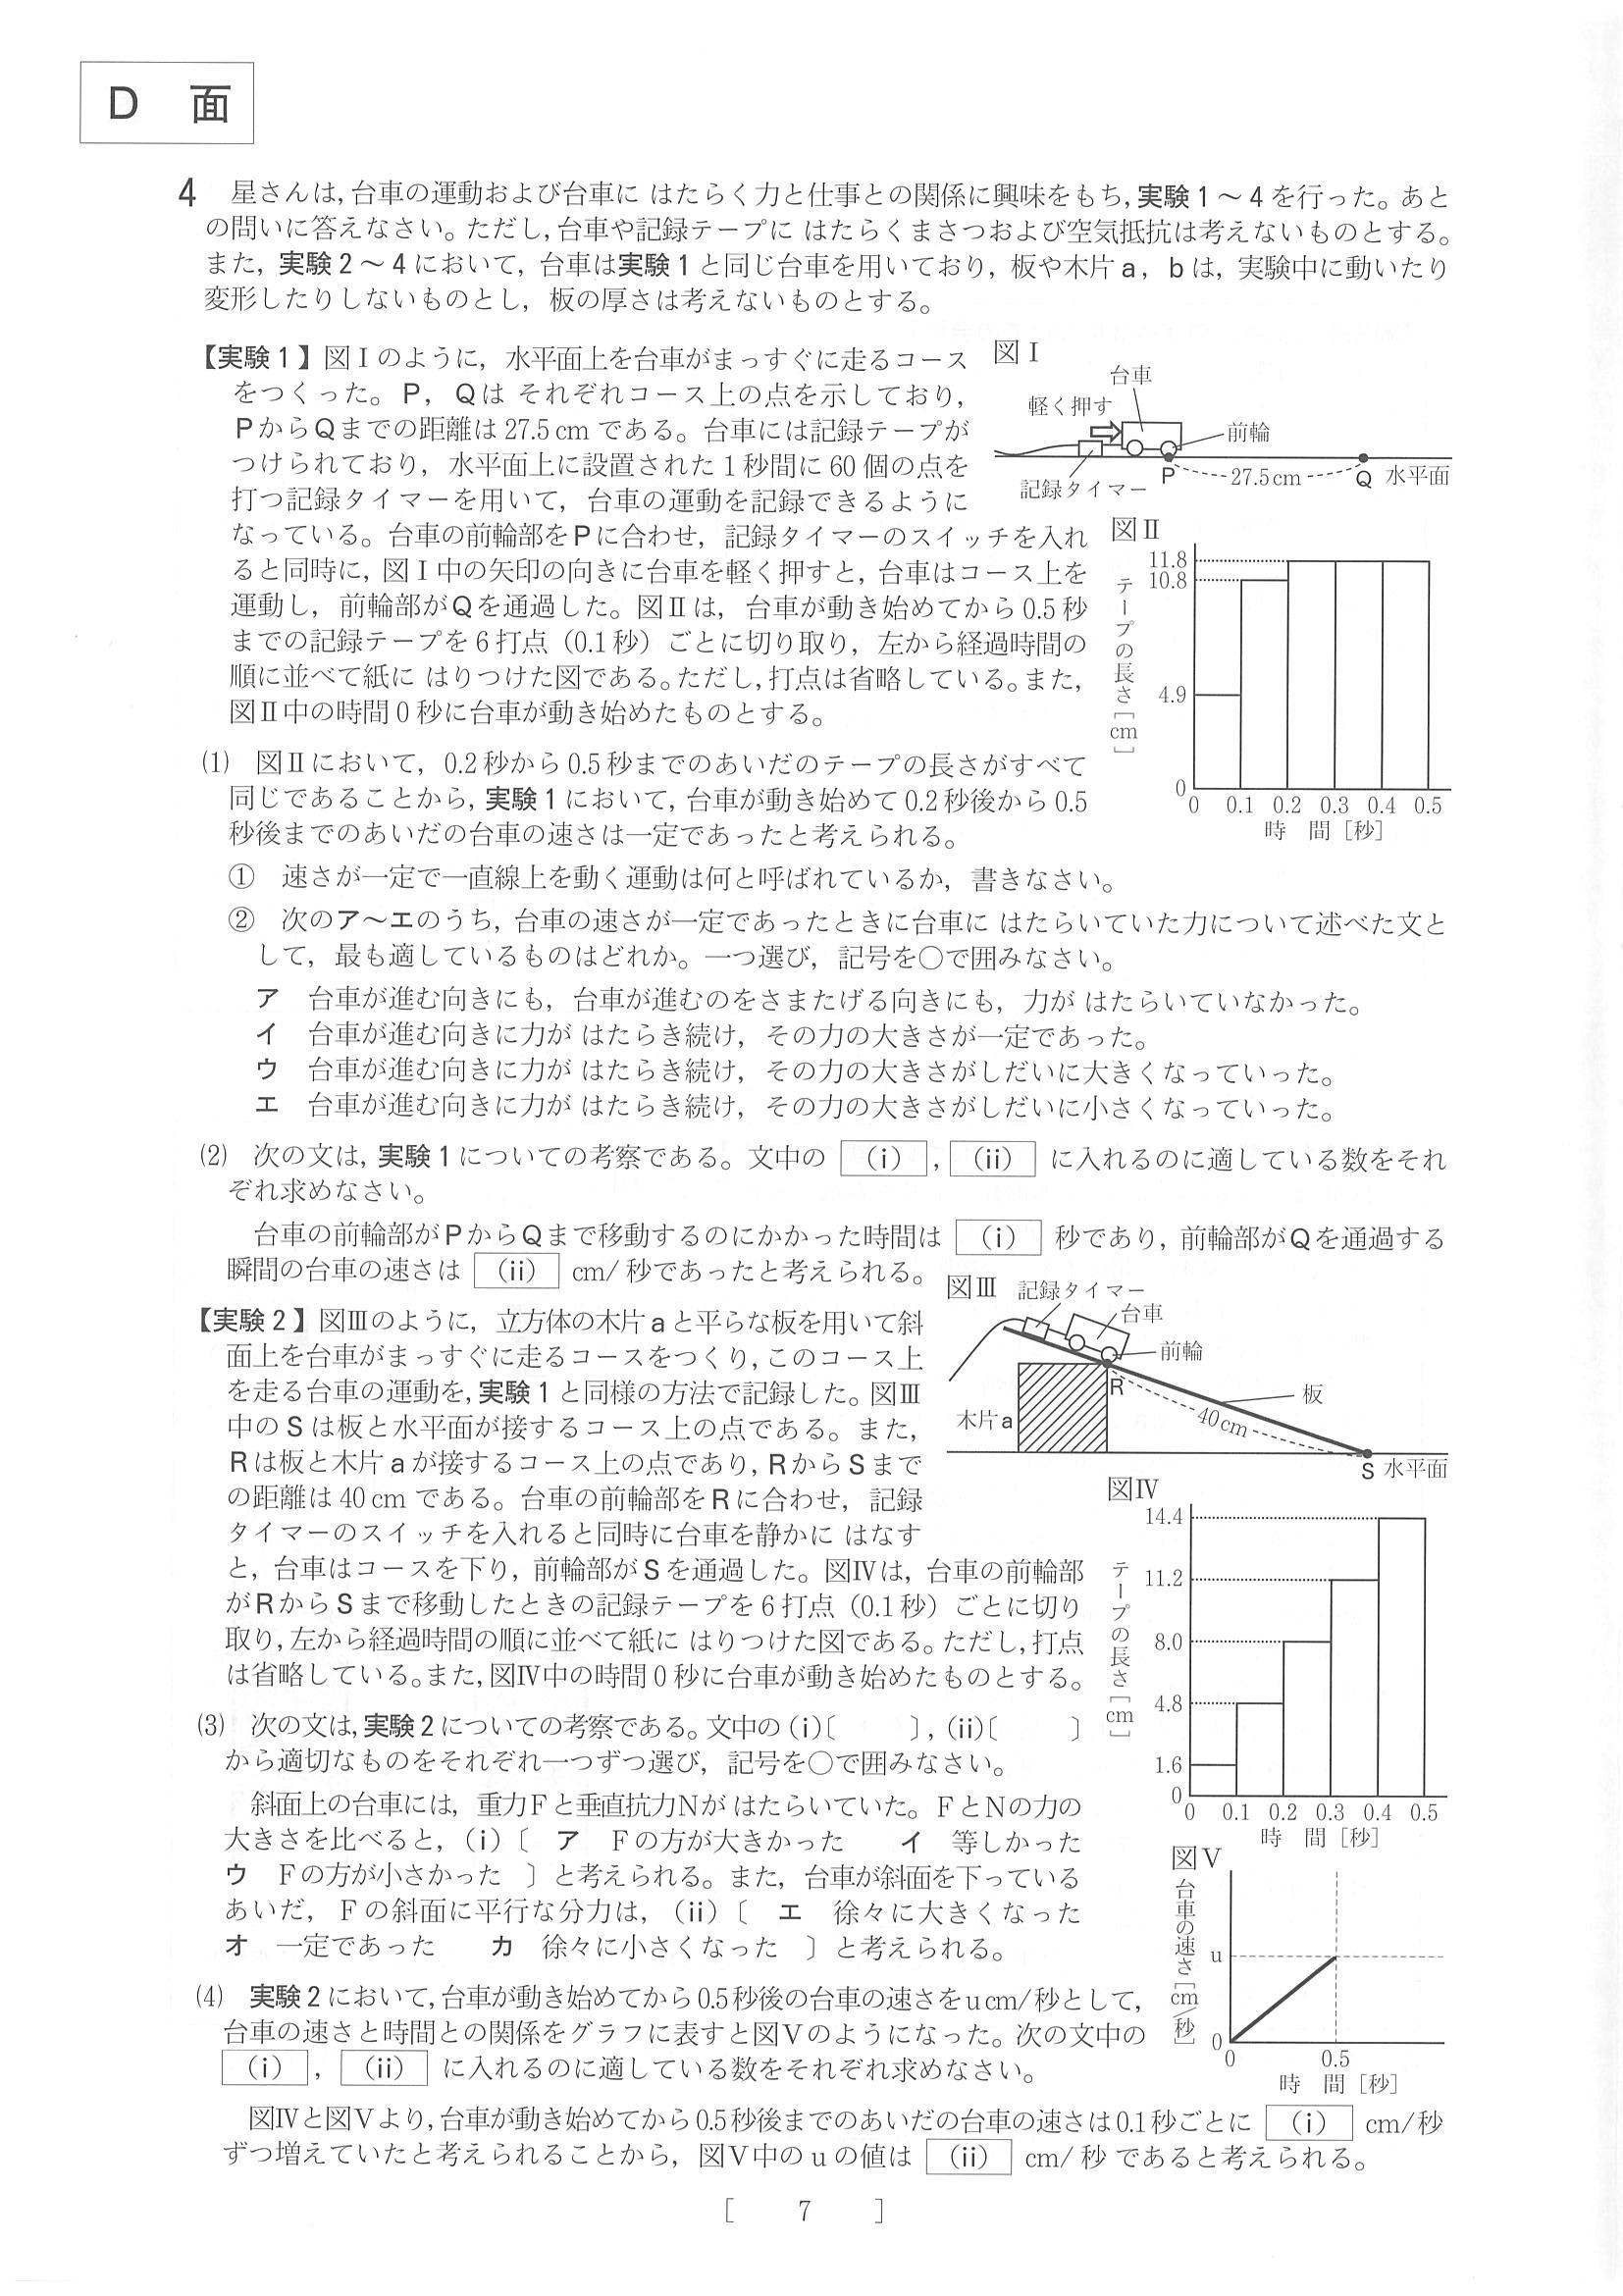 D 面
4 星さんは，台車の運動および台車に はたらく力と仕事との関係に興味をもち，実験1～4を行った。あと
の問いに答えなさい。ただし，台車や記録テープに はたらくまさつおよび空気抵抗は考えないものとする。
また，実験2～4において，台車は実験1と同じ台車を用いており，板や木片a，bは，実験中に動いたり
変形したりしないものとし，板の厚さは考えないものとする。
【実験1】図Ⅰのように，水平面上を台車がまっすぐに走るコース
をつくった。P，Qは それぞれコース上の点を示しており，
PからQまでの距離は27.5cmである。台車には記録テープが
つけられており，水平面上に設置された1秒間に60個の点を
打つ記録タイマーを用いて，台車の運動を記録できるように
なっている。台車の前輪部をPに合わせ，記録タイマーのスイッチを入れ
ると同時に，図Ⅰ中の矢印の向きに台車を軽く押すと，台車はコース上を
運動し，前輪部がQを通過した。図Ⅱは，台車が動き始めてから0.5秒
までの記録テープを6打点（0.1秒）ごとに切り取り，左から経過時間の
順に並べて紙に はりつけた図である。ただし，打点は省略している。また，
図Ⅱ中の時間0秒に台車が動き始めたものとする。
図Ⅰ
台車
軽く押す
前輪
記録タイマー
P
27.5cm
Q
水平面
図Ⅱ
テープの長さ［cm］
11.8
10.8
4.9
0
0 0.1 0.2 0.3 0.4 0.5
時 間［秒］
(1) 図Ⅱにおいて，0.2秒から0.5秒までのあいだのテープの長さがすべて
同じであることから，実験1において，台車が動き始めて0.2秒後から0.5
秒後までのあいだの台車の速さは一定であったと考えられる。
① 速さが一定で一直線上を動く運動は何と呼ばれているか，書きなさい。
② 次のア～エのうち，台車の速さが一定であったときに台車に はたらいていた力について述べた文と
して，最も適しているものはどれか。一つ選び，記号を○で囲みなさい。
ア 台車が進む向きにも，台車が進むのをさまたげる向きにも，力が はたらいていなかった。
イ 台車が進む向きに力が はたらき続け，その力の大きさが一定であった。
ウ 台車が進む向きに力が はたらき続け，その力の大きさがしだいに大きくなっていった。
エ 台車が進む向きに力が はたらき続け，その力の大きさがしだいに小さくなっていった。
(2) 次の文は，実験1についての考察である。文中の (i) ， (ii) に入れるのに適している数をそれ
ぞれ求めなさい。
台車の前輪部がPからQまで移動するのにかかった時間は (i) 秒であり，前輪部がQを通過する
瞬間の台車の速さは (ii) cm/秒であったと考えられる。
【実験2】図Ⅲのように，立方体の木片aと平らな板を用いて斜
面上を台車がまっすぐに走るコースをつくり，このコース上
を走る台車の運動を，実験1と同様の方法で記録した。図Ⅲ
中のSは板と水平面が接するコース上の点である。また，
Rは板と木片aが接するコース上の点であり，RからSまで
の距離は40cmである。台車の前輪部をRに合わせ，記録
タイマーのスイッチを入れると同時に台車を静かに はなす
と，台車はコースを下り，前輪部がSを通過した。図Ⅳは，台車の前輪部
がRからSまで移動したときの記録テープを6打点（0.1秒）ごとに切り
取り，左から経過時間の順に並べて紙に はりつけた図である。ただし，打点
は省略している。また，図Ⅳ中の時間0秒に台車が動き始めたものとする。
図Ⅲ
記録タイマー
台車
前輪
R
板
木片a
40cm
S
水平面
図Ⅳ
テープの長さ［cm］
14.4
11.2
8.0
4.8
1.6
0
0 0.1 0.2 0.3 0.4 0.5
時 間［秒］
(3) 次の文は，実験2についての考察である。文中の(i)〔 〕，(ii)〔 〕
から適切なものをそれぞれ一つずつ選び，記号を○で囲みなさい。
斜面上の台車には，重力Fと垂直抗力Nが はたらいていた。FとNの力の
大きさを比べると，(i)〔 ア Fの方が大きかった イ 等しかった
ウ Fの方が小さかった 〕と考えられる。また，台車が斜面を下っている
あいだ，Fの斜面に平行な分力は，(ii)〔 エ 徐々に大きくなった
オ 一定であった カ 徐々に小さくなった 〕と考えられる。
図Ⅴ
台車の速さ［cm/秒］
u
0
0 0.5
時 間［秒］
(4) 実験2において，台車が動き始めてから0.5秒後の台車の速さをucm/秒として，
台車の速さと時間との関係をグラフに表すと図Ⅴのようになった。次の文中の
(i) ， (ii) に入れるのに適している数をそれぞれ求めなさい。
図Ⅳと図Ⅴより，台車が動き始めてから0.5秒後までのあいだの台車の速さは0.1秒ごとに (i) cm/秒
ずつ増えていたと考えられることから，図Ⅴ中のuの値は (ii) cm/秒であると考えられる。
［ 7 ］